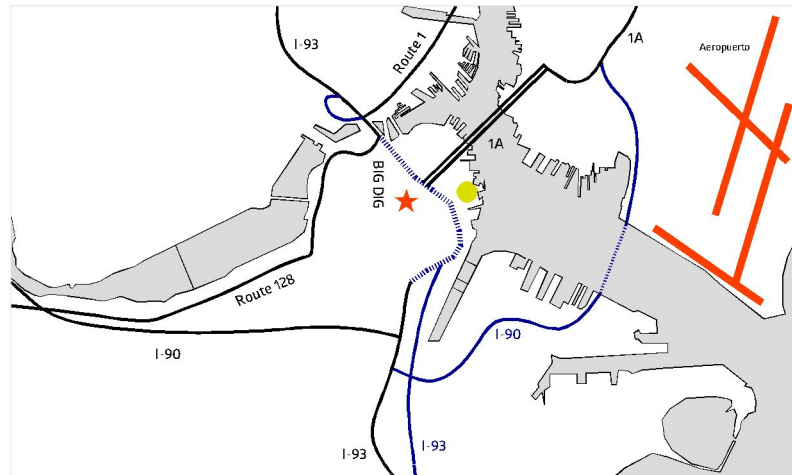 I-93
Route 1
1A
Aeropuerto
1A
BIG DIG
Route 128
I-90
I-90
I-93
I-93